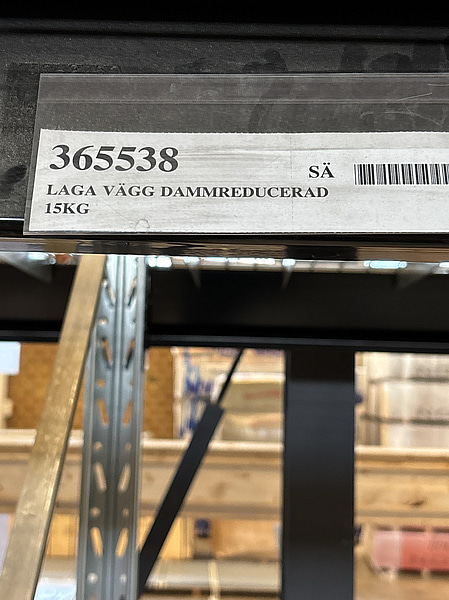 365538
SÄ
LAGA VÄGG DAMMREDUCERAD
15KG